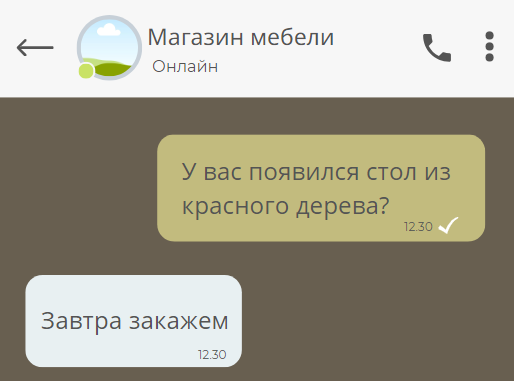 Магазин мебели
Онлайн
У вас появился стол из
красного дерева?
12.30
Завтра закажем
12.30